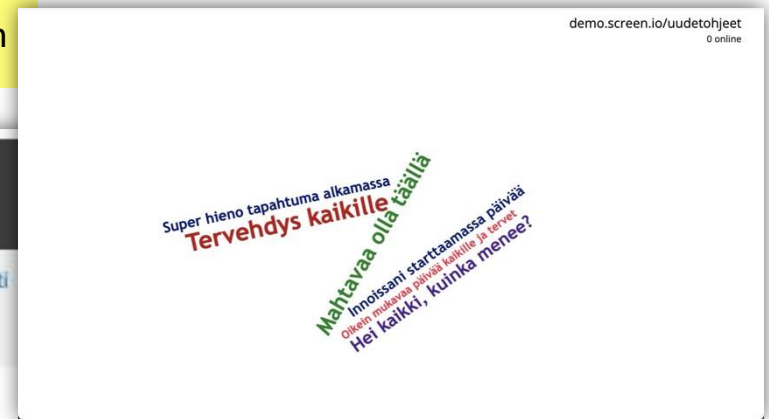 demo.screen.io/uudetohjeet
0 online
n
Super hieno tapahtuma alkamassa
Tervehdys kaikille
Mahtavaa olla täällä
Innoissani starttaamassa päivää
Oikein mukavaa päivää kaikille ja tervet
Hei kaikki, kuinka menee?
ti